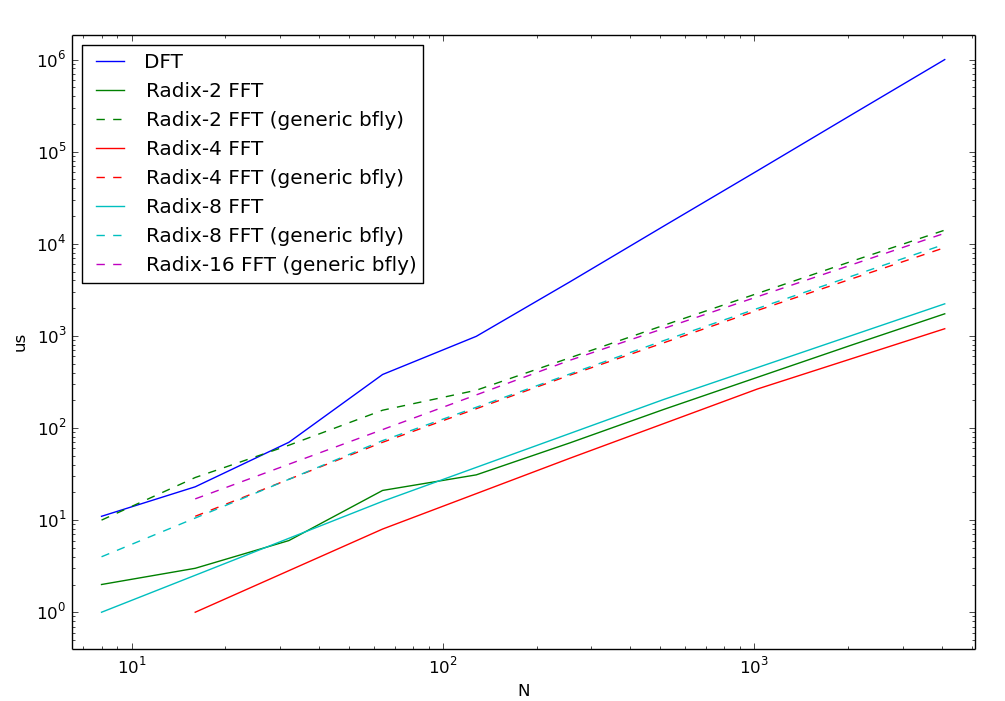 10^6
10^5
10^4
10^3
10^2
10^1
10^0
us
DFT
Radix-2 FFT
Radix-2 FFT (generic bfly)
Radix-4 FFT
Radix-4 FFT (generic bfly)
Radix-8 FFT
Radix-8 FFT (generic bfly)
Radix-16 FFT (generic bfly)
10^1
10^2
10^3
N